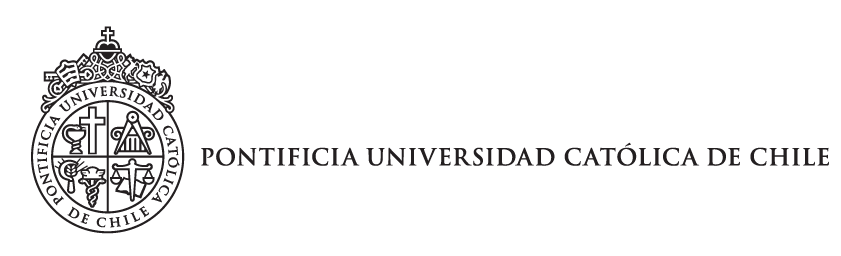 PONTIFICIA UNIVERSIDAD CATÓLICA
DE CHILE
PONTIFICIA UNIVERSIDAD CATÓLICA DE CHILE